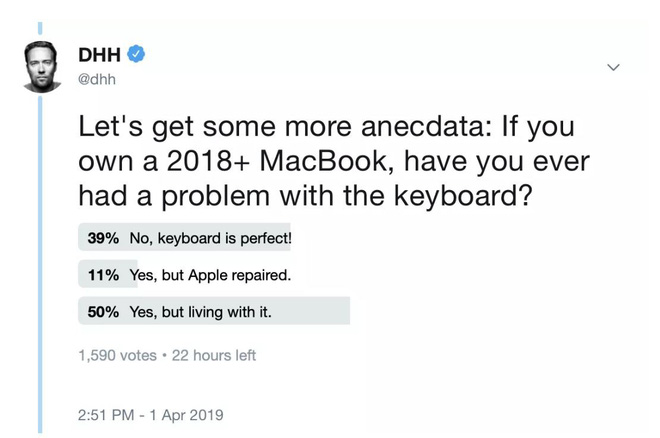 DHH
@dhh
Let's get some more anecdata: If you
own a 2018+ MacBook, have you ever
had a problem with the keyboard?
39% No, keyboard is perfect!
11% Yes, but Apple repaired.
50% Yes, but living with it.
1,590 votes • 22 hours left
2:51 PM - 1 Apr 2019